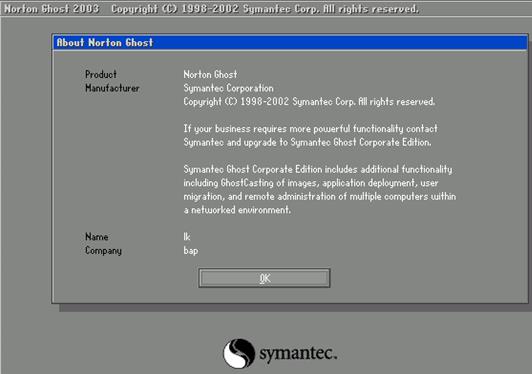 Norton Ghost 2003 Copyright (C) 1998-2002 Symantec Corp. All rights reserved.
About Norton Ghost
Product Norton Ghost
Manufacturer Symantec Corporation
Copyright (C) 1998-2002 Symantec Corp. All rights reserved.
If your business requires more powerful functionality contact
Symantec and upgrade to Symantec Ghost Corporate Edition.
Symantec Ghost Corporate Edition includes additional functionality
including GhostCasting of images, application deployment, user
migration, and remote administration of multiple computers within
a networked environment.
Name lk
Company bap
OK
symantec.